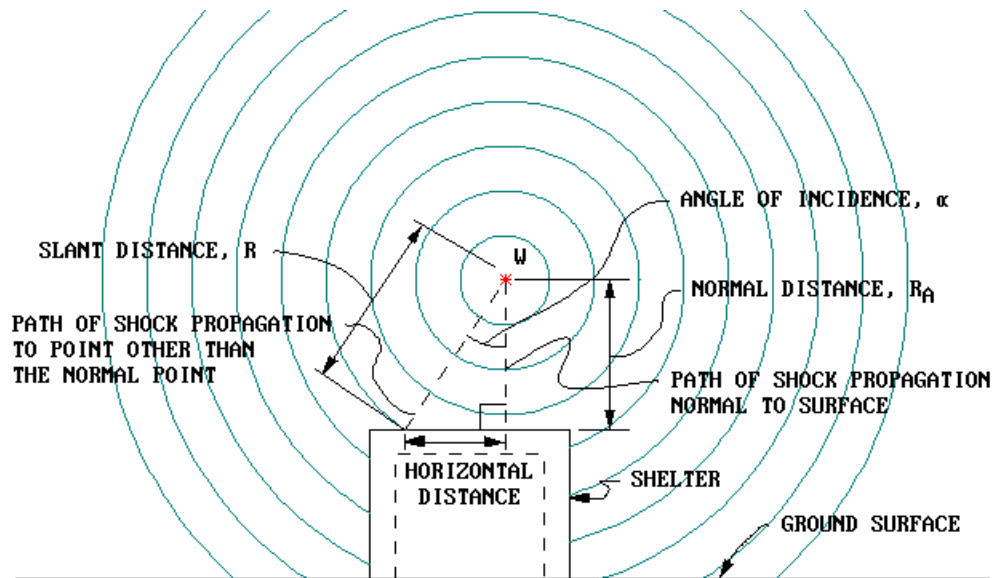 ANGLE OF INCIDENCE, α
SLANT DISTANCE, R
W
NORMAL DISTANCE, R_A
PATH OF SHOCK PROPAGATION
TO POINT OTHER THAN
THE NORMAL POINT
PATH OF SHOCK PROPAGATION
NORMAL TO SURFACE
HORIZONTAL
DISTANCE
SHELTER
GROUND SURFACE